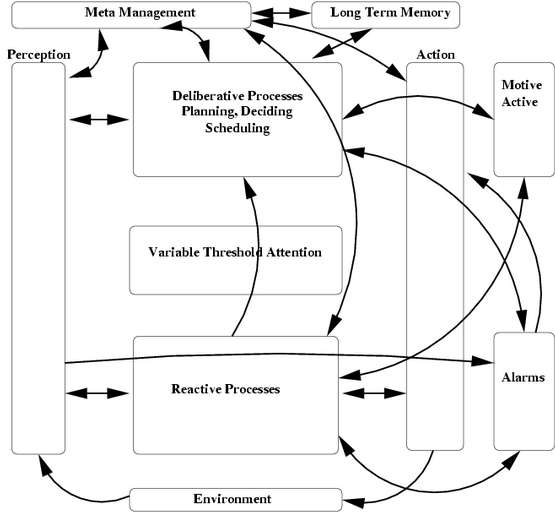 Meta Management
Long Term Memory
Perception
Action
Deliberative Processes
Planning, Deciding
Scheduling
Motive
Active
Variable Threshold Attention
Reactive Processes
Alarms
Environment